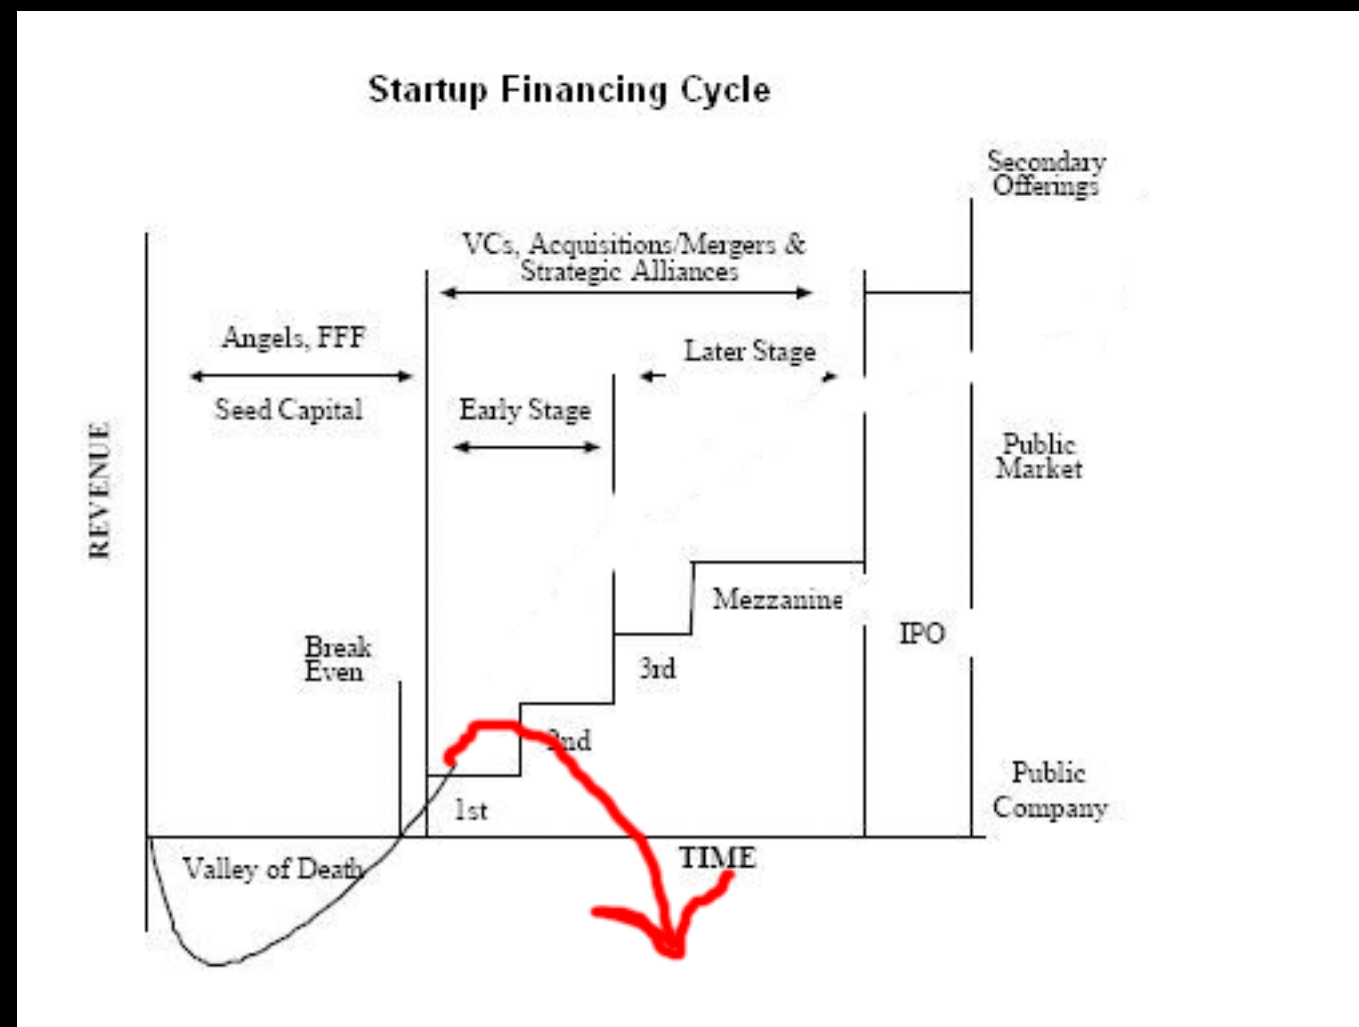 Startup Financing Cycle
Secondary
Offerings
VCs, Acquisitions/Mergers &
Strategic Alliances
Angels, FFF
Later Stage
Seed Capital
Early Stage
REVENUE
Public
Market
Mezzanine
IPO
Break
Even
3rd
2nd
1st
Public
Company
TIME
Valley of Death